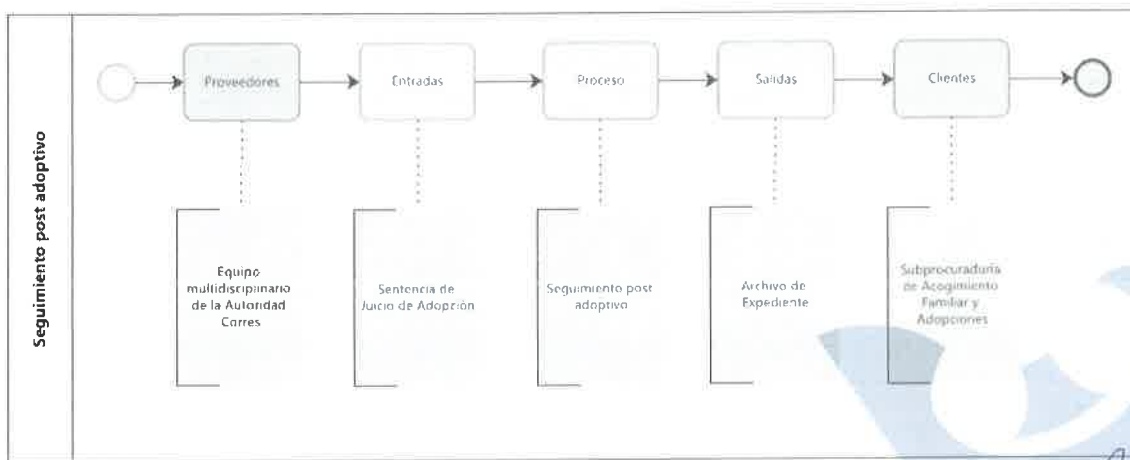 Seguimiento post adoptivo
Proveedores
Entradas
Proceso
Salidas
Clientes
Equipo
multidisciplinario
de la Autoridad
Corres
Sentencia de
Juicio de Adopción
Seguimiento post
adoptivo
Archivo de
Expediente
Subprocuraduría
de Acogimiento
Familiar y
Adopciones